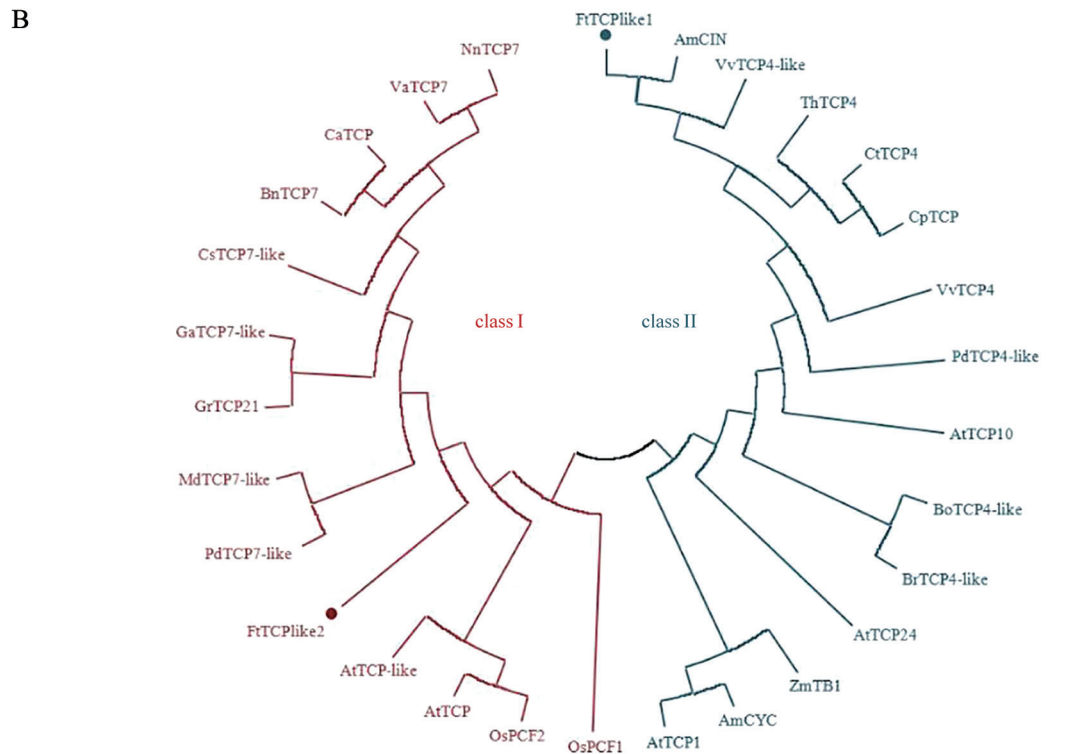 B
FtTCPlike1
AmCIN
VvTCP4-like
ThTCP4
CtTCP4
CpTCP
VvTCP4
PdTCP4-like
AtTCP10
BoTCP4-like
BrTCP4-like
AtTCP24
ZmTB1
AmCYC
AtTCP1
OsPCF1
OsPCF2
AtTCP
AtTCP-like
FtTCPlike2
PdTCP7-like
MdTCP7-like
GrTCP21
GaTCP7-like
CsTCP7-like
BnTCP7
CaTCP
VaTCP7
NnTCP7
class I
class II